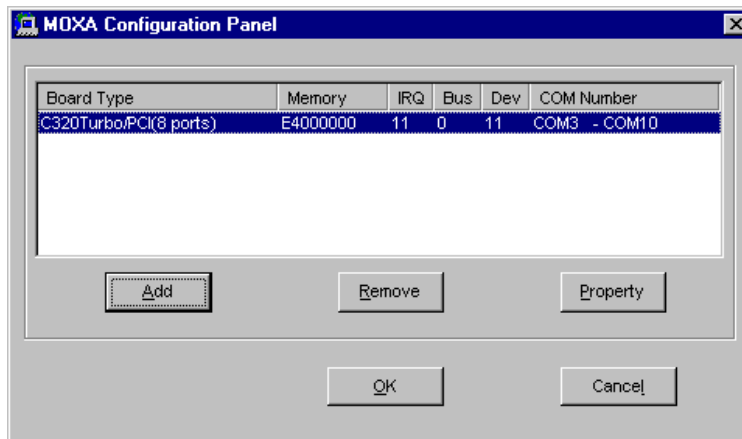 MOXA Configuration Panel
Board Type Memory IRQ Bus Dev COM Number
C320Turbo/PCI(8 ports) E4000000 11 0 11 COM3 - COM10
Add Remove Property
OK Cancel